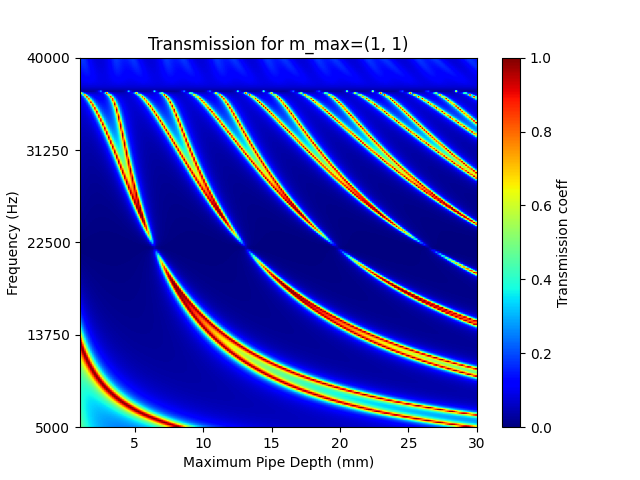 Transmission for m_max=(1, 1)
40000
31250
22500
13750
5000
Frequency (Hz)
5 10 15 20 25 30
Maximum Pipe Depth (mm)
1.0
0.8
0.6
0.4
0.2
0.0
Transmission coeff